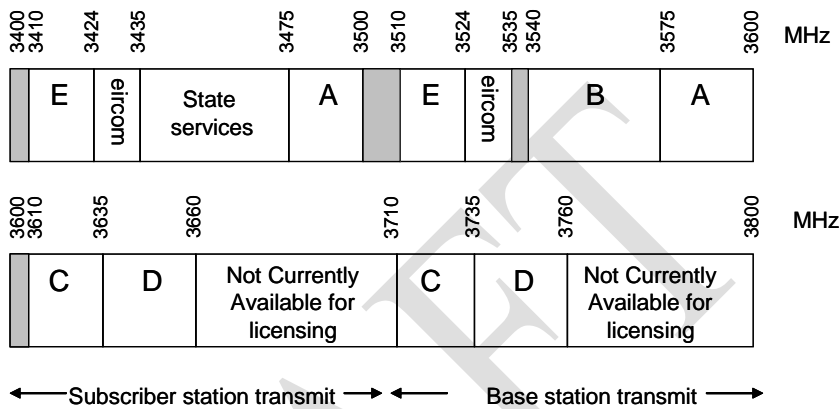 3400 3410 3424 3435 3475 3500 3510 3524 3535 3540 3575 3600 MHz
E eircom State services A E eircom B A
3600 3610 3635 3660 3710 3735 3760 3800 MHz
C D Not Currently Available for licensing C D Not Currently Available for licensing
Subscriber station transmit Base station transmit
AFT